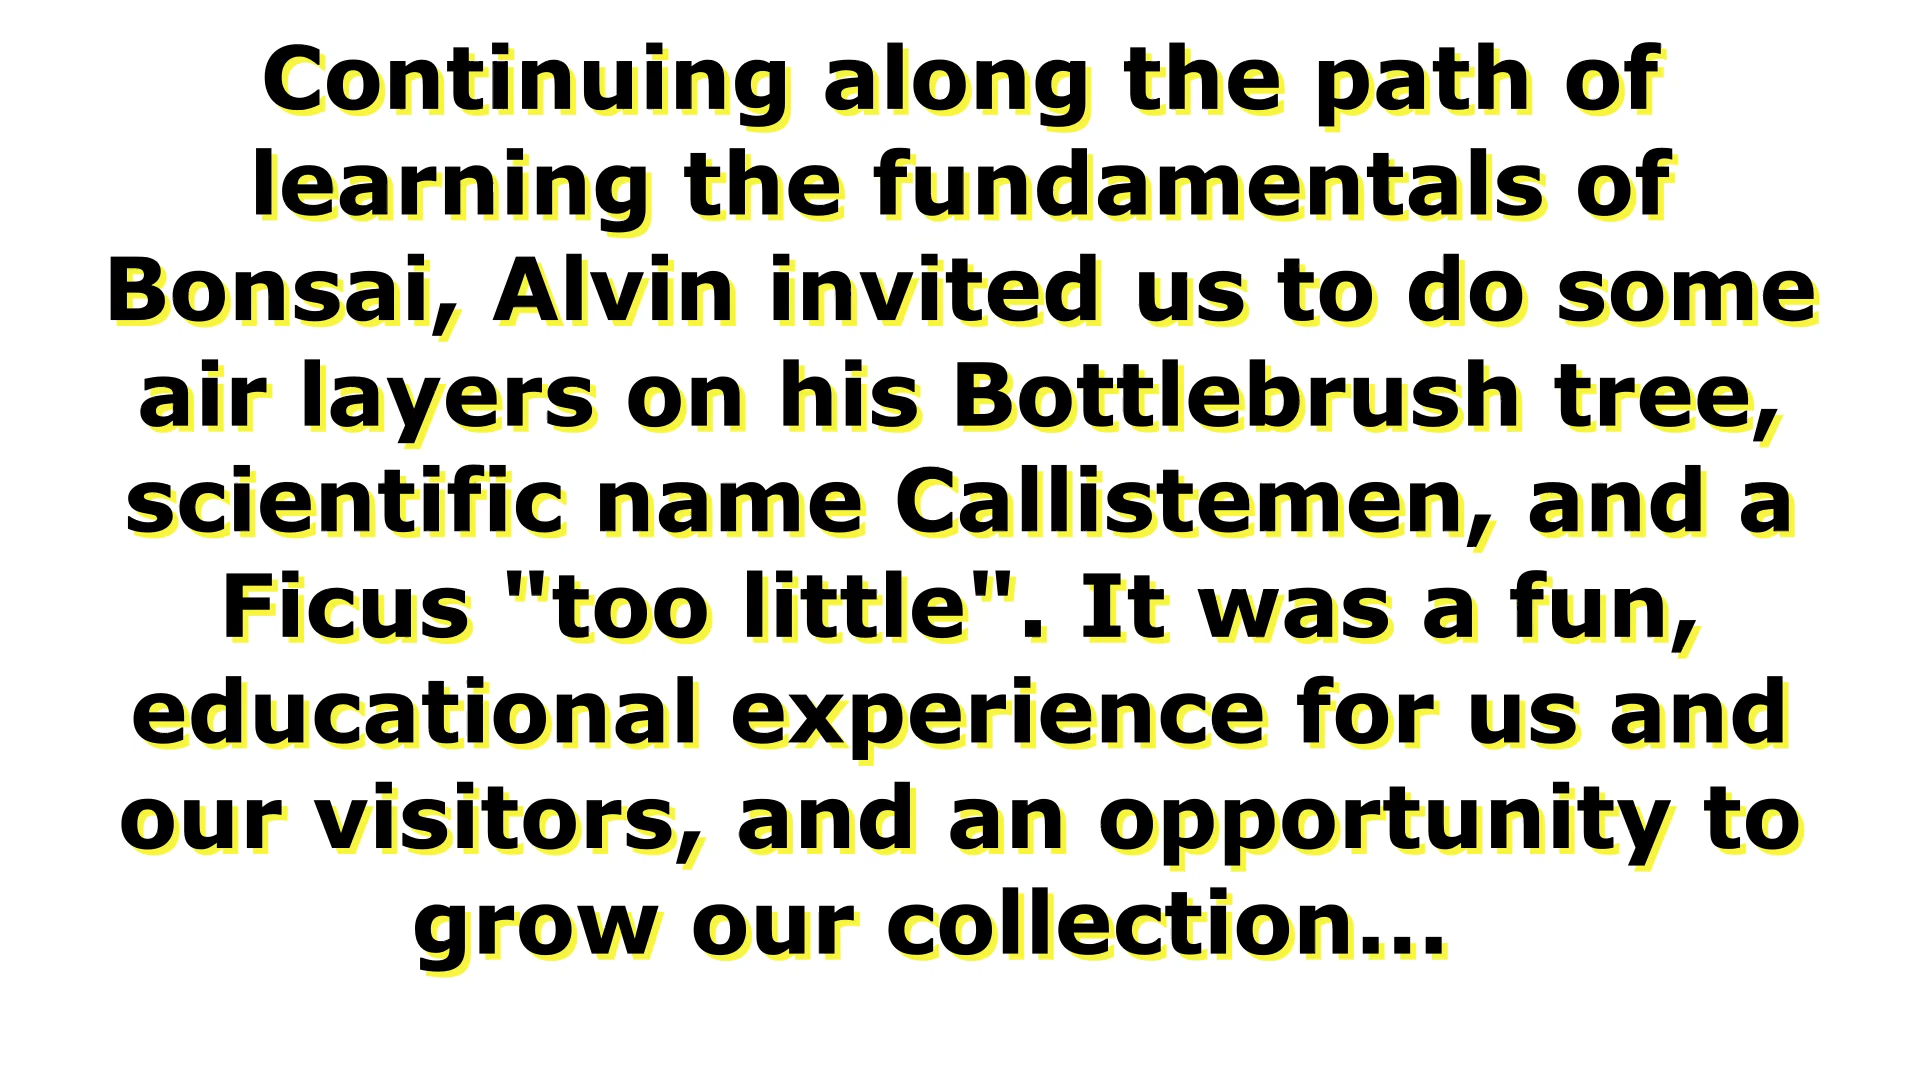 Continuing along the path of
learning the fundamentals of
Bonsai, Alvin invited us to do some
air layers on his Bottlebrush tree,
scientific name Callistemen, and a
Ficus "too little". It was a fun,
educational experience for us and
our visitors, and an opportunity to
grow our collection...